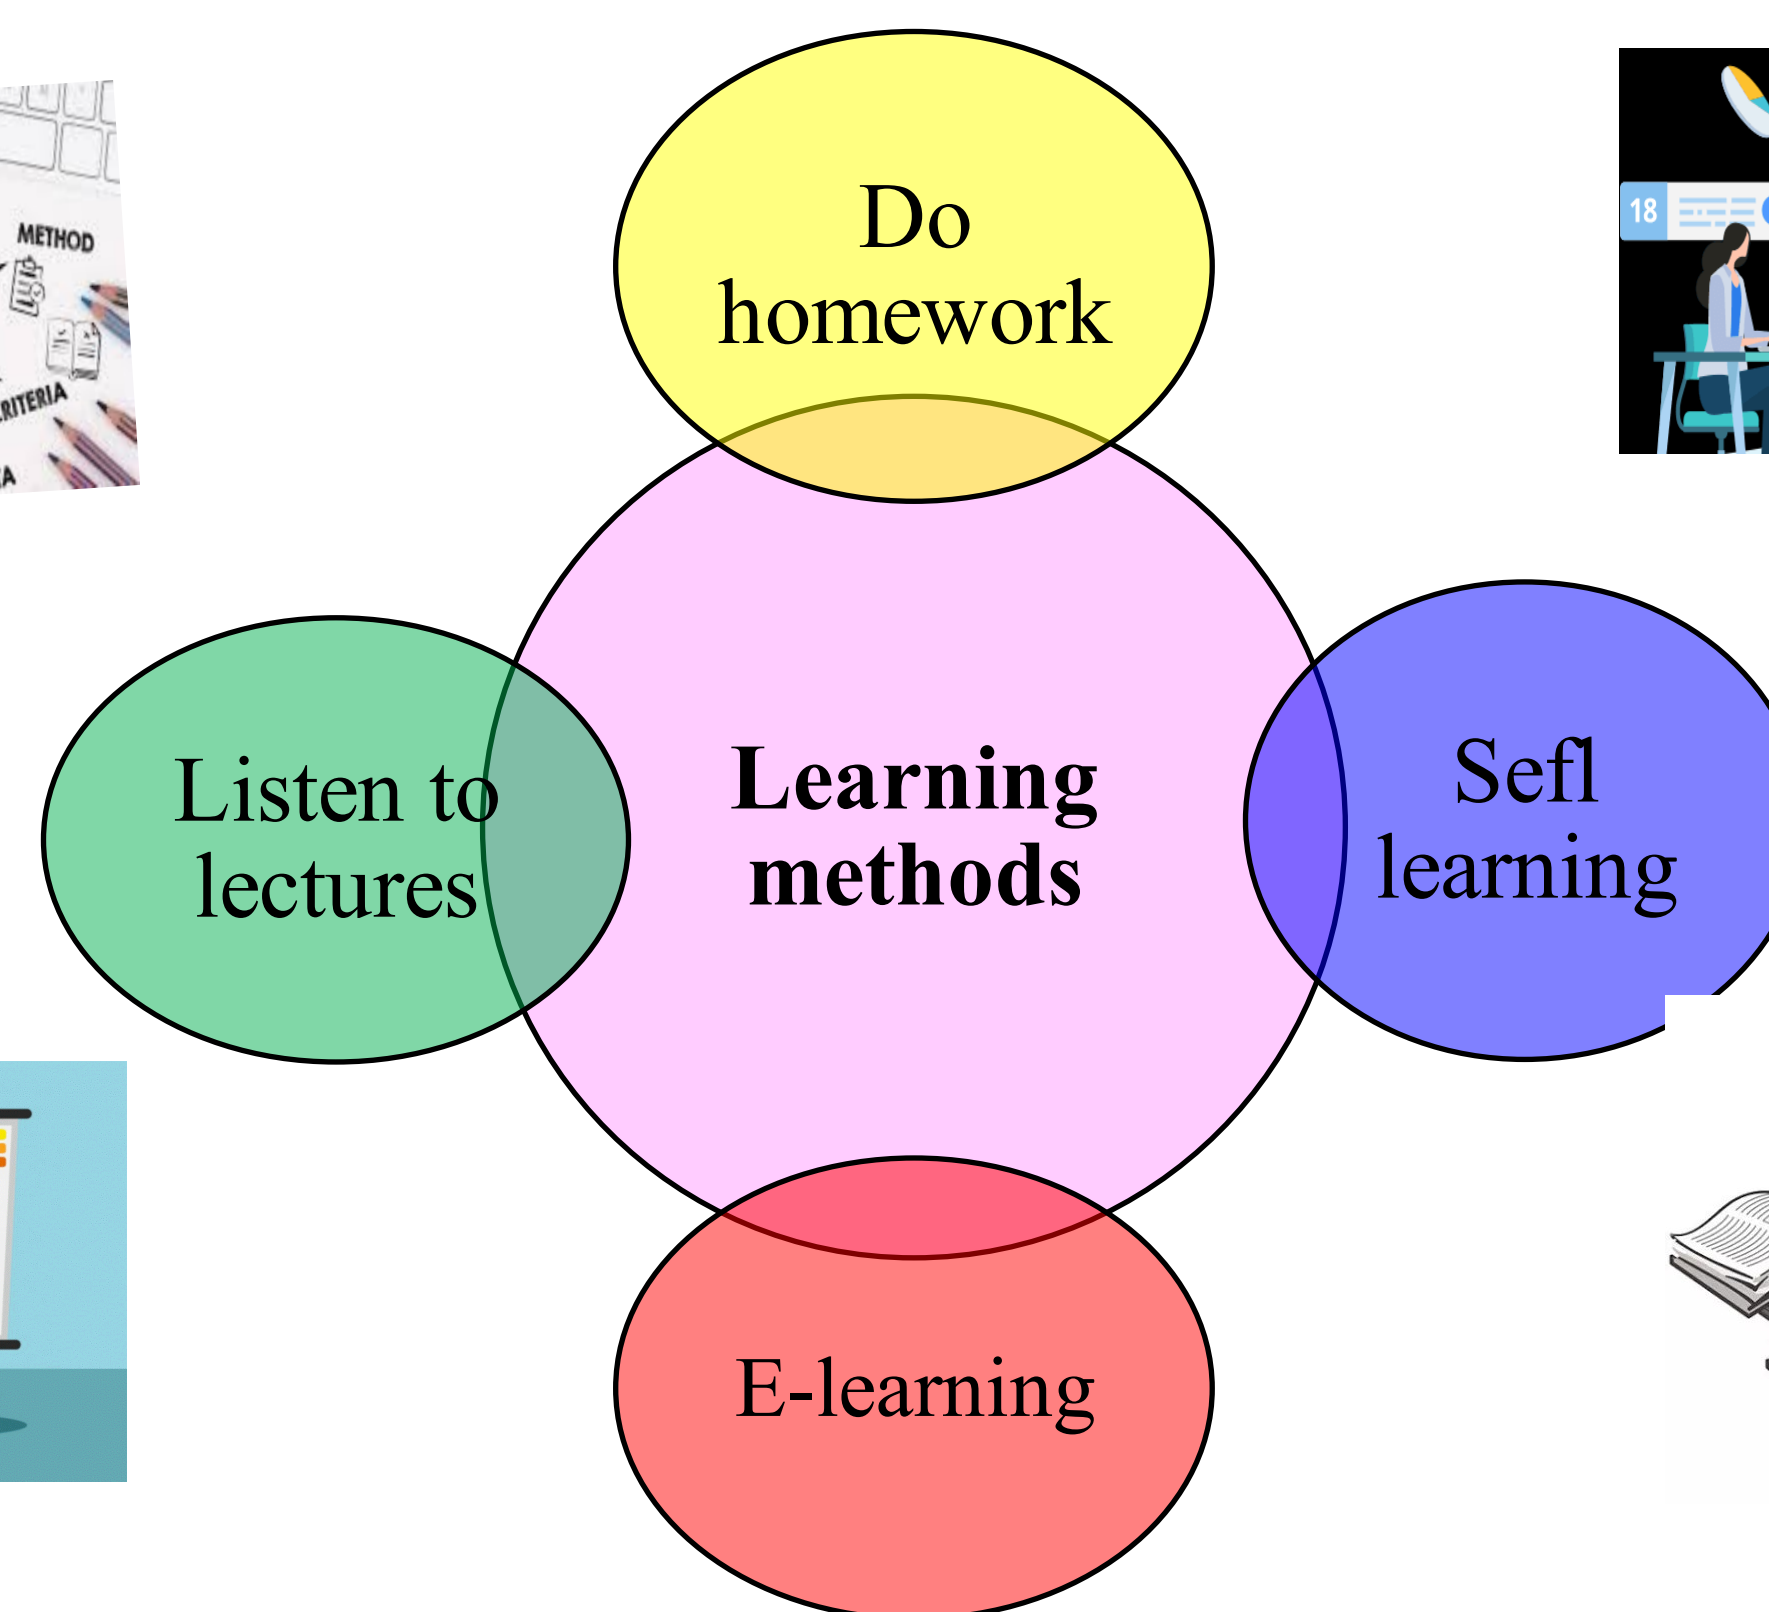 Do
homework
METHOD
18
RITERIA
A
Listen to
lectures
Learning
methods
Sefl
learning
E-learning